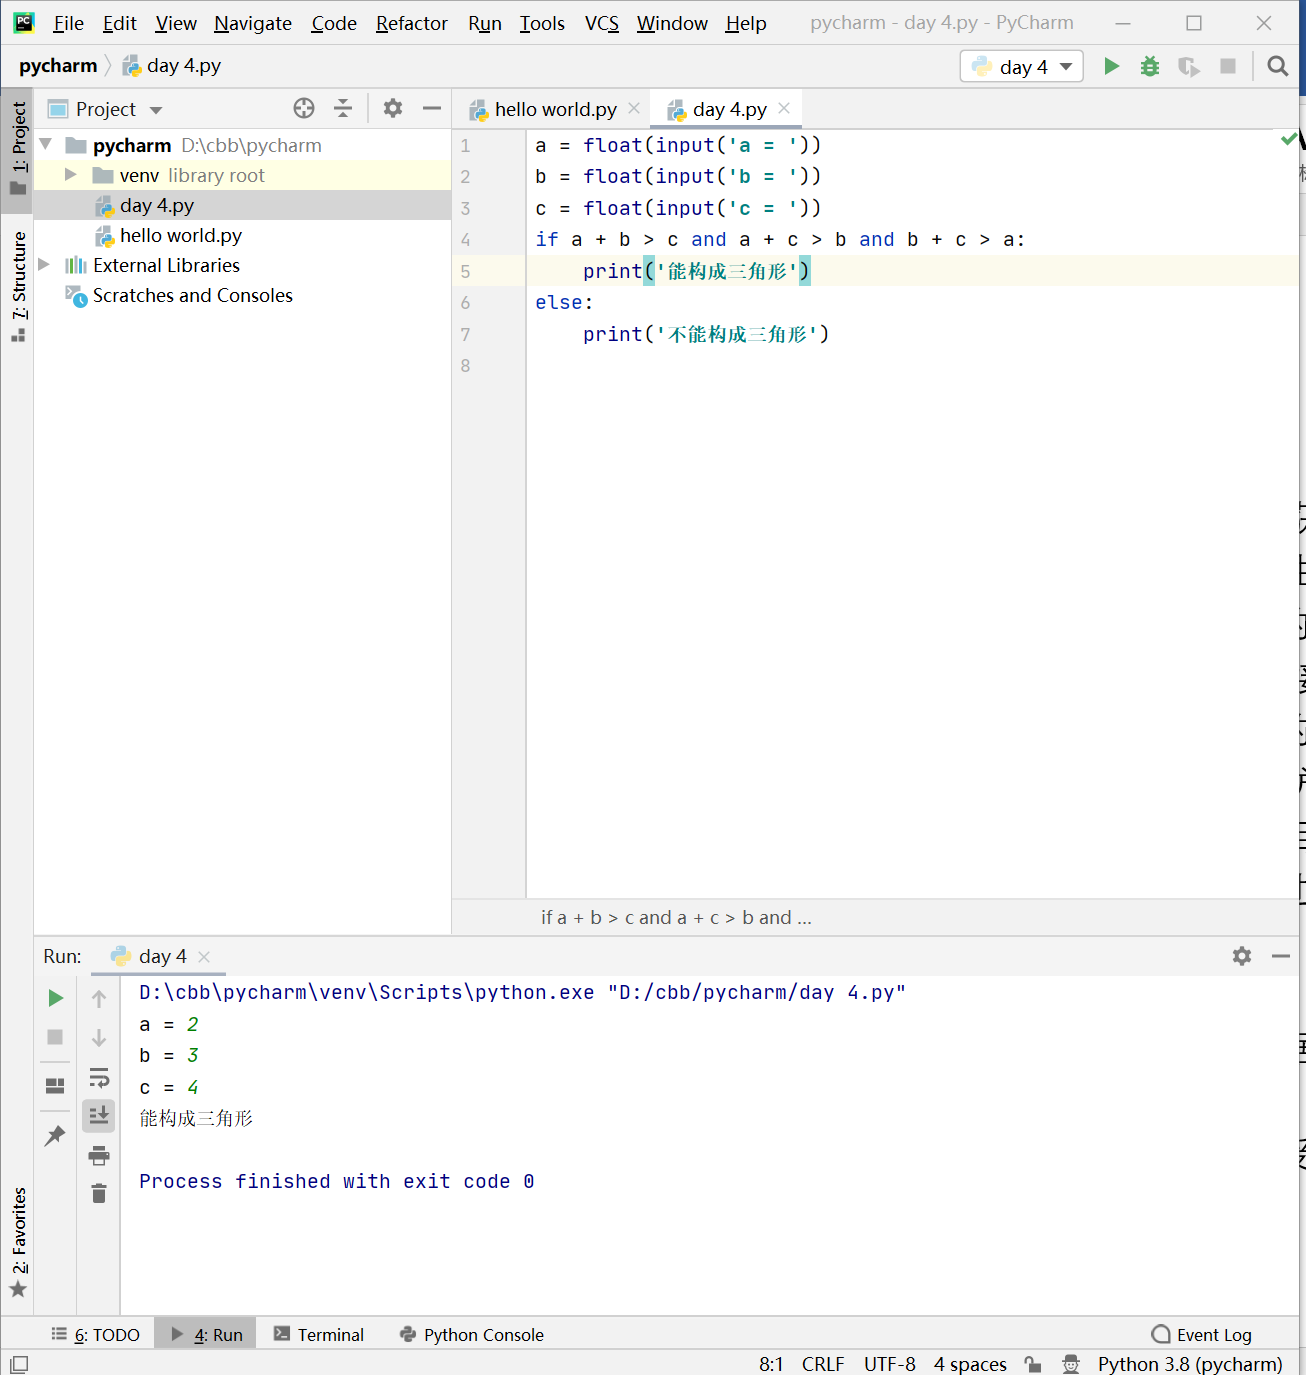 File Edit View Navigate Code Refactor Run Tools VCS Window Help pycharm - day 4.py - PyCharm
pycharm day 4.py day 4
1: Project
7: Structure
2: Favorites
Project
pycharm D:\cbb\pycharm
venv library root
day 4.py
hello world.py
External Libraries
Scratches and Consoles
hello world.py day 4.py
1 a = float(input('a = '))
2 b = float(input('b = '))
3 c = float(input('c = '))
4 if a + b > c and a + c > b and b + c > a:
5     print('能构成三角形')
6 else:
7     print('不能构成三角形')
8
if a + b > c and a + c > b and ...
Run: day 4
D:\cbb\pycharm\venv\Scripts\python.exe "D:/cbb/pycharm/day 4.py"
a = 2
b = 3
c = 4
能构成三角形
Process finished with exit code 0
6: TODO 4: Run Terminal Python Console Event Log
8:1 CRLF UTF-8 4 spaces Python 3.8 (pycharm)